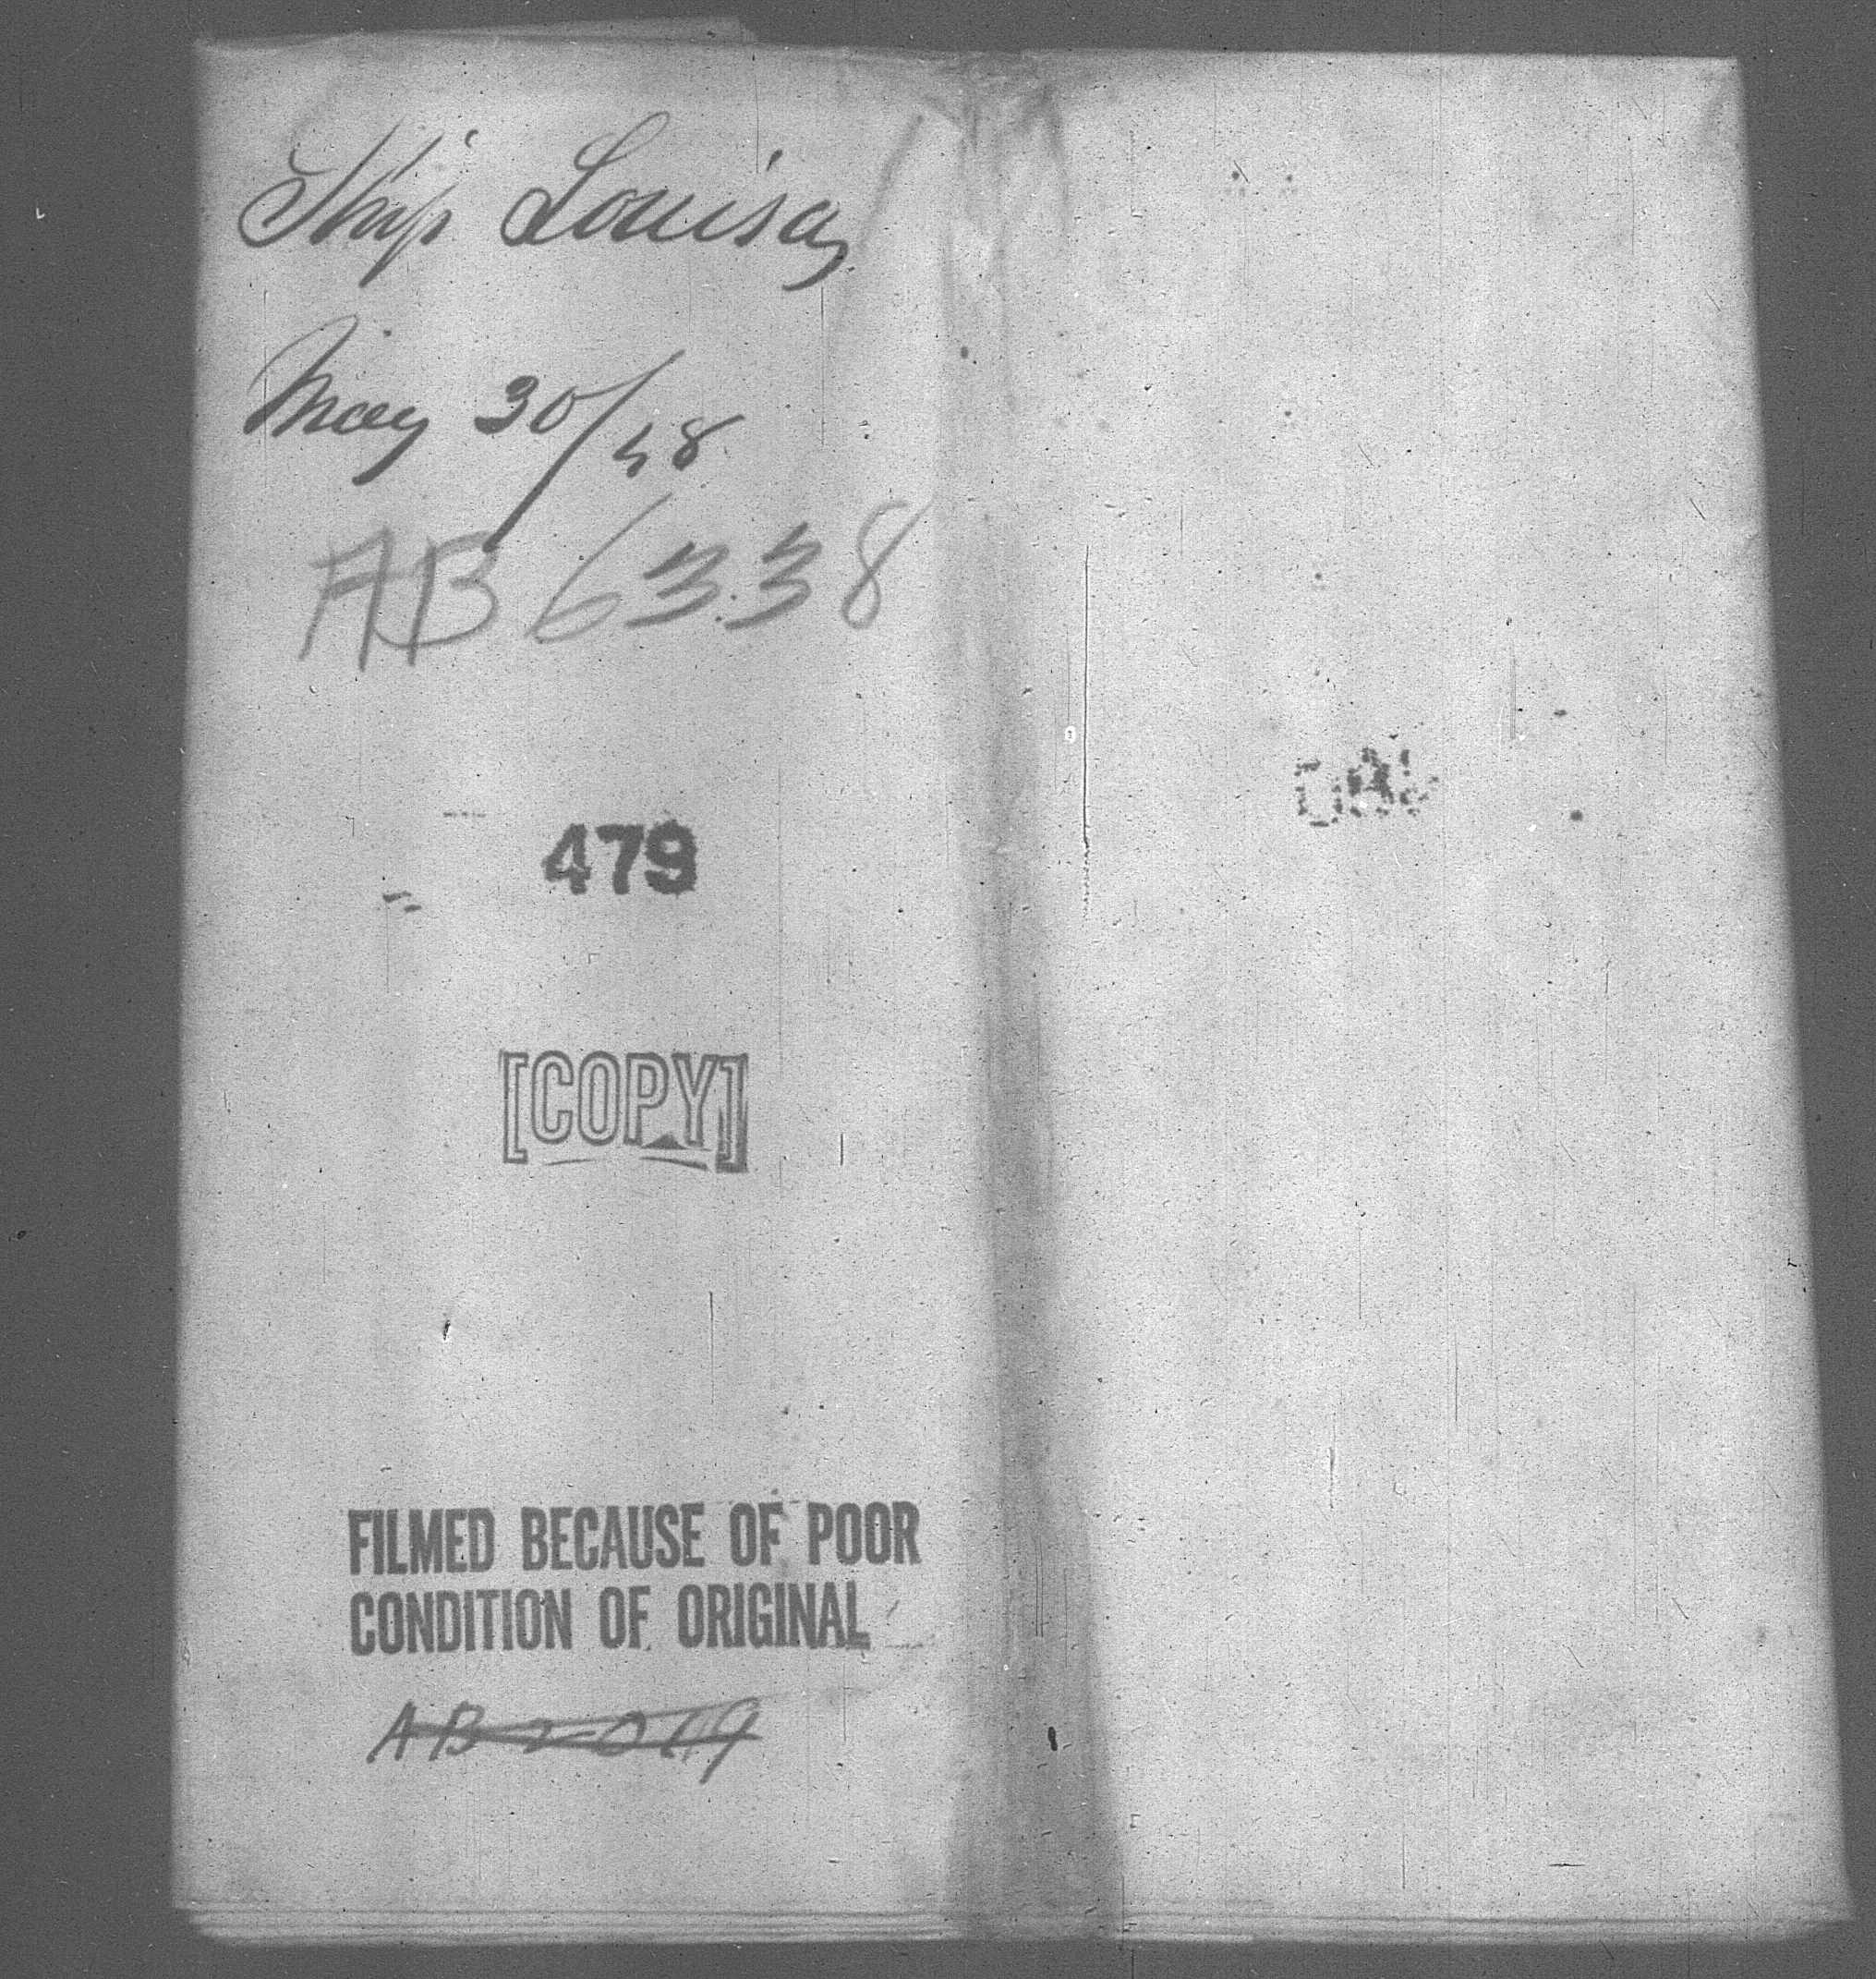 Ship Louisa
May 30/48
AB 6338
479
[COPY]
FILMED BECAUSE OF POOR
CONDITION OF ORIGINAL